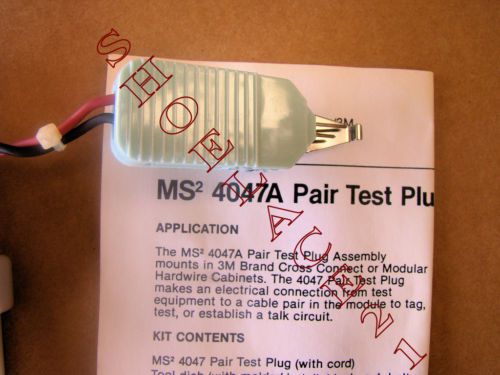 3M
MS² 4047A Pair Test Plu
APPLICATION
The MS² 4047A Pair Test Plug Assembly
mounts in 3M Brand Cross Connect or Modular
Hardwire Cabinets. The 4047 Pair Test Plug
makes an electrical connection from test
equipment to a cable pair in the module to tag,
test, or establish a talk circuit.
KIT CONTENTS
MS² 4047 Pair Test Plug (with cord)
SHOELACE21